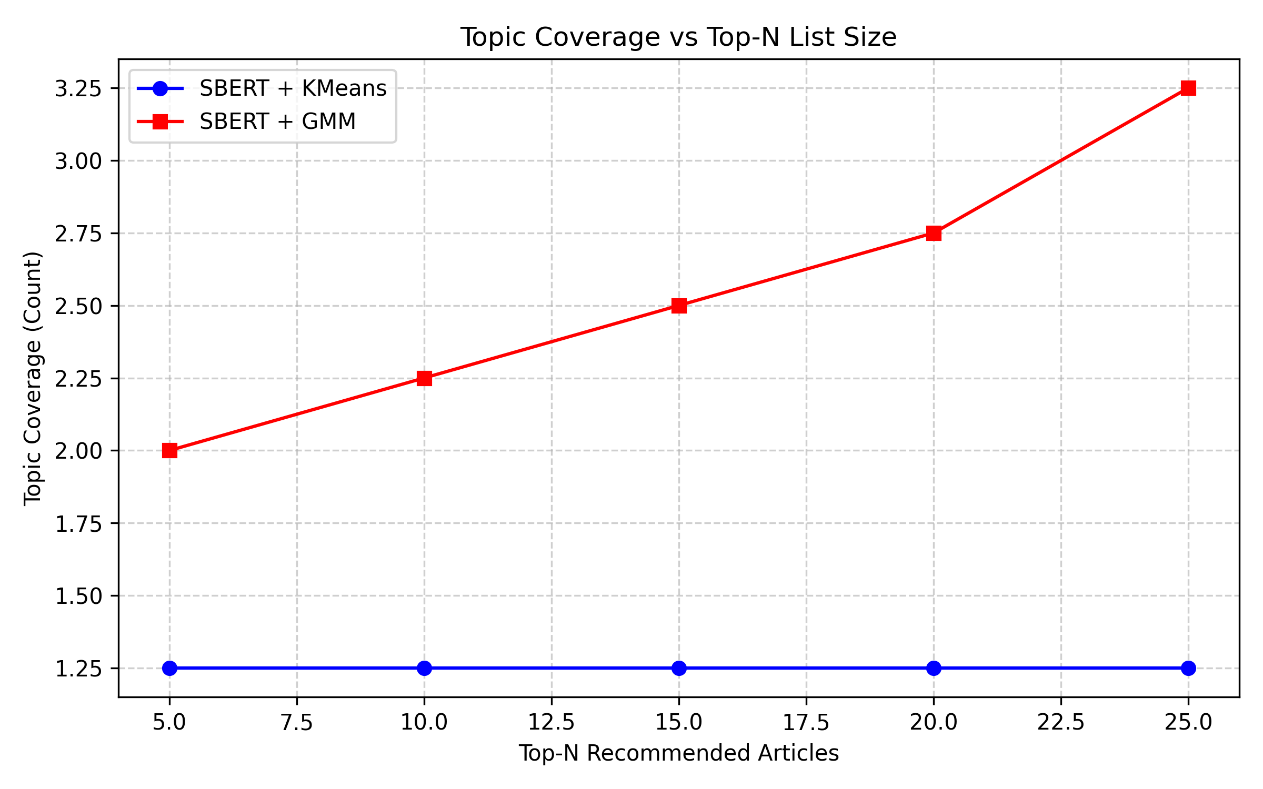 Topic Coverage vs Top-N List Size
SBERT + KMeans
SBERT + GMM
Topic Coverage (Count)
3.25
3.00
2.75
2.50
2.25
2.00
1.75
1.50
1.25
5.0 7.5 10.0 12.5 15.0 17.5 20.0 22.5 25.0
Top-N Recommended Articles